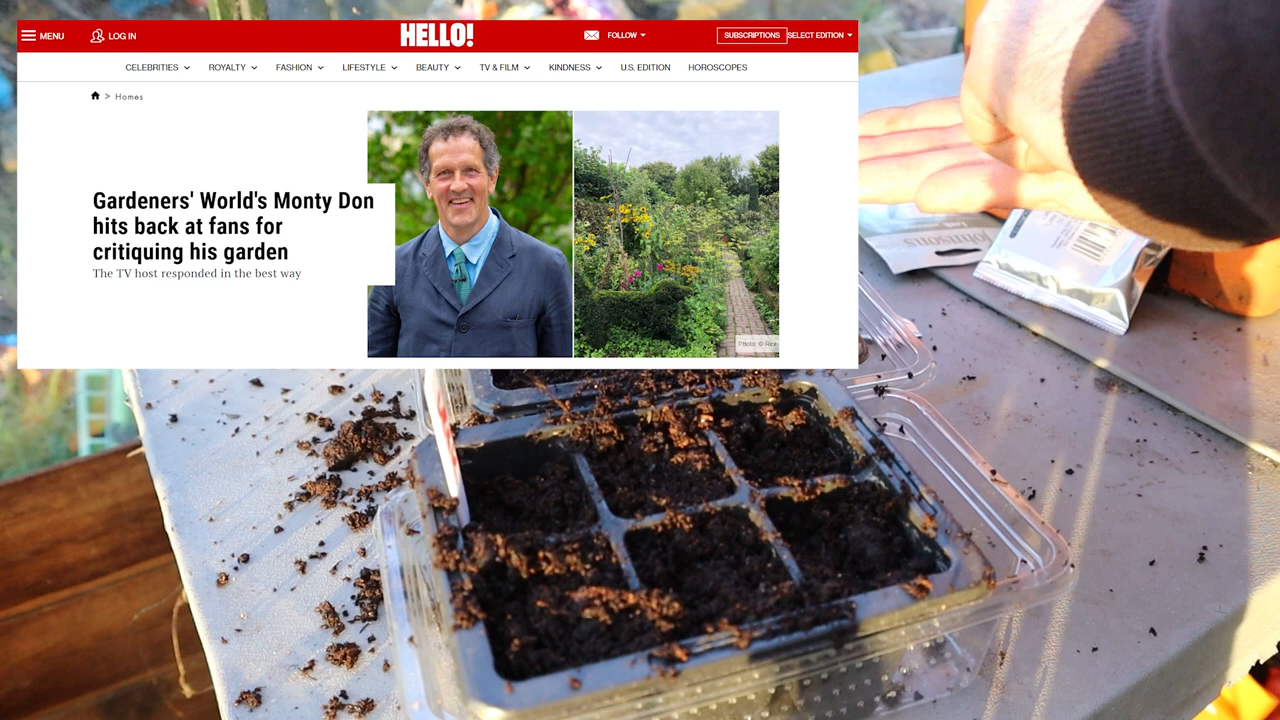 MENU
LOG IN
HELLO!
FOLLOW
SUBSCRIPTIONS
SELECT EDITION
CELEBRITIES
ROYALTY
FASHION
LIFESTYLE
BEAUTY
TV & FILM
KINDNESS
U.S. EDITION
HOROSCOPES
> Homes
Gardeners' World's Monty Don
hits back at fans for
critiquing his garden
The TV host responded in the best way
Photo: © Rex